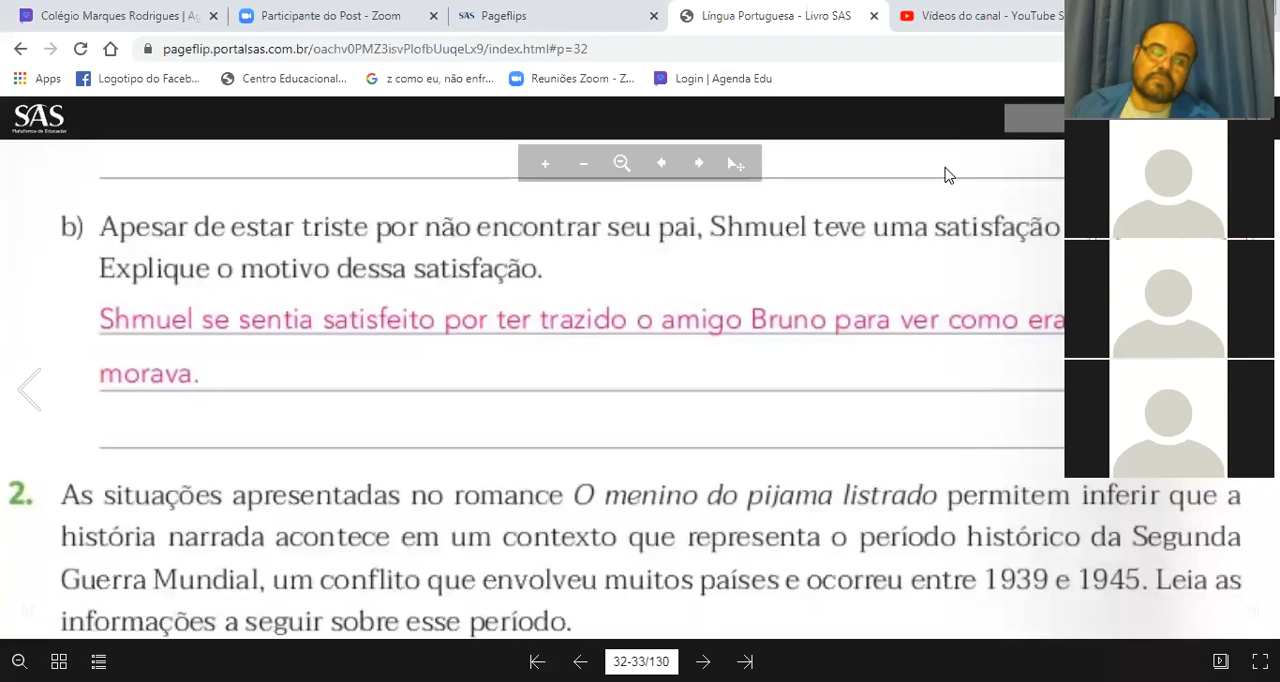 Colégio Marques Rodrigues | Ag
Participante do Post - Zoom
SAS Pageflips
Língua Portuguesa - Livro SAS
Vídeos do canal - YouTube S
pageflip.portalsas.com.br/oachv0PMZ3isvPlofbUuqeLx9/index.html#p=32
Apps
Logotipo do Faceb...
Centro Educacional...
z como eu, não enfr...
Reuniões Zoom - Z...
Login | Agenda Edu
SAS
Plataforma de Educação
b) Apesar de estar triste por não encontrar seu pai, Shmuel teve uma satisfação
Explique o motivo dessa satisfação.
Shmuel se sentia satisfeito por ter trazido o amigo Bruno para ver como era
morava.
2. As situações apresentadas no romance O menino do pijama listrado permitem inferir que a
história narrada acontece em um contexto que representa o período histórico da Segunda
Guerra Mundial, um conflito que envolveu muitos países e ocorreu entre 1939 e 1945. Leia as
informações a seguir sobre esse período.
32-33/130